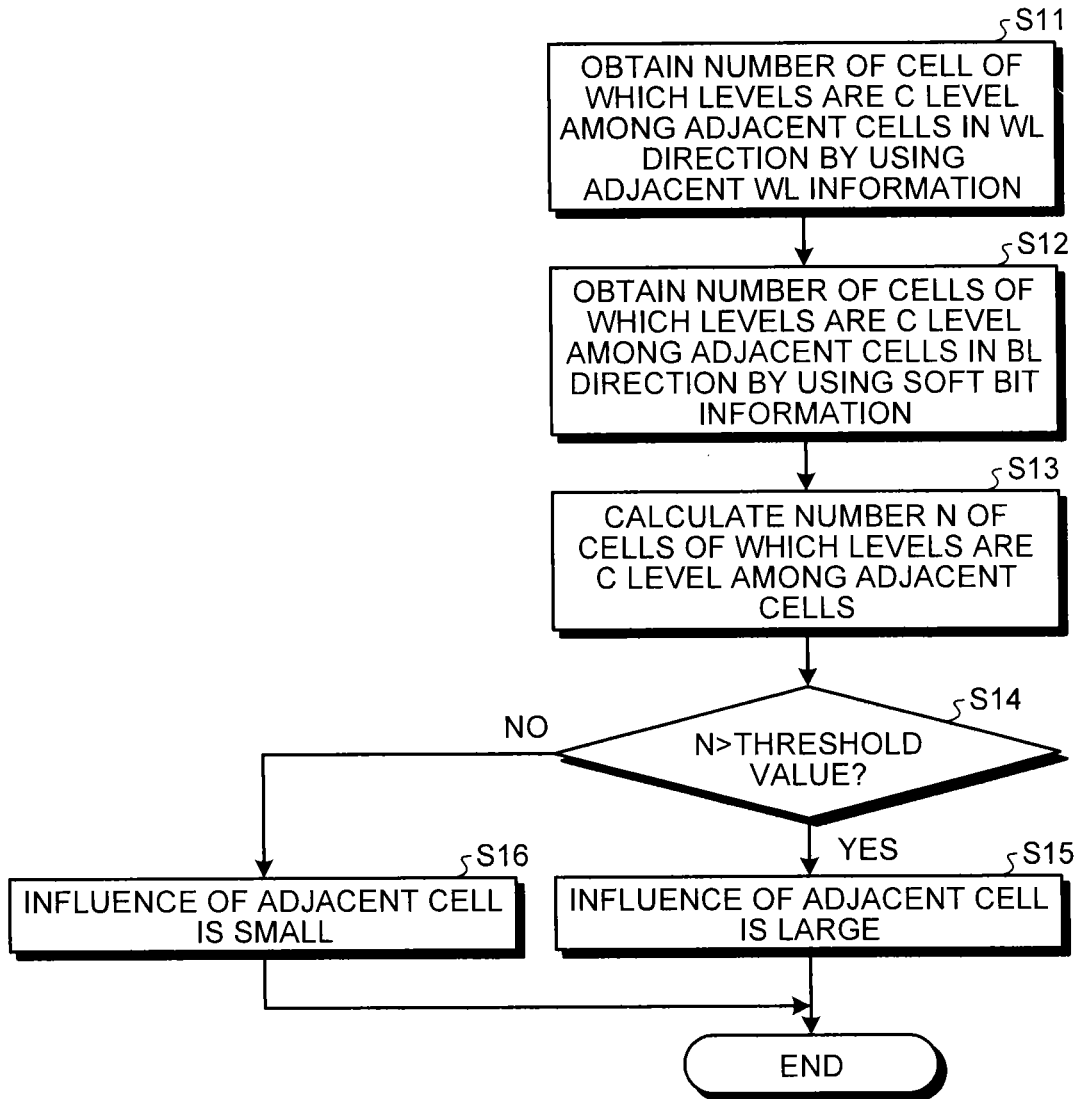 S11
OBTAIN NUMBER OF CELL OF
WHICH LEVELS ARE C LEVEL
AMONG ADJACENT CELLS IN WL
DIRECTION BY USING
ADJACENT WL INFORMATION
S12
OBTAIN NUMBER OF CELLS OF
WHICH LEVELS ARE C LEVEL
AMONG ADJACENT CELLS IN BL
DIRECTION BY USING SOFT BIT
INFORMATION
S13
CALCULATE NUMBER N OF
CELLS OF WHICH LEVELS ARE
C LEVEL AMONG ADJACENT
CELLS
S14
N>THRESHOLD
VALUE?
NO
YES
S16
INFLUENCE OF ADJACENT CELL
IS SMALL
S15
INFLUENCE OF ADJACENT CELL
IS LARGE
END